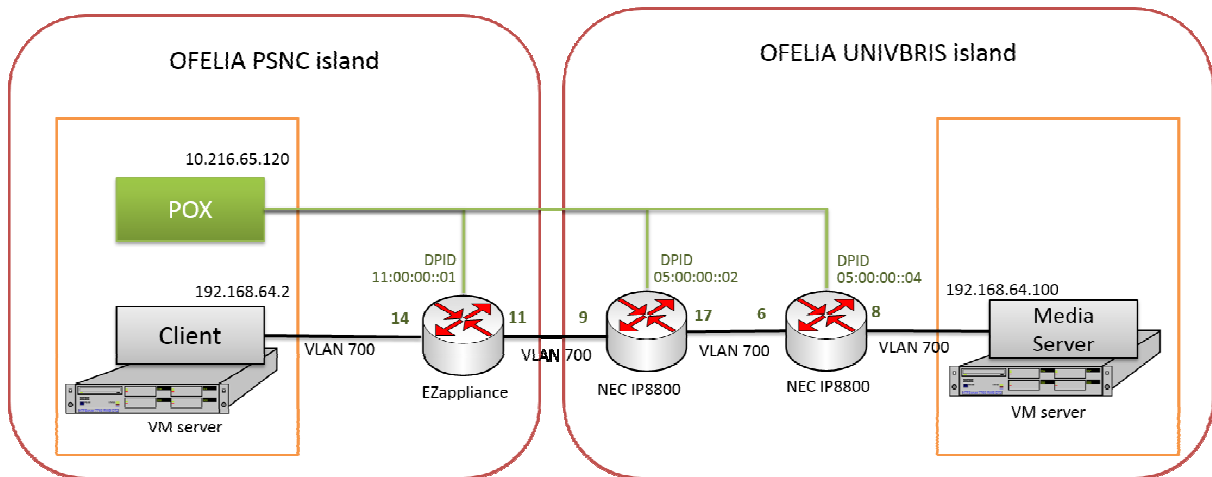 OFELIA PSNC island
OFELIA UNIVBRIS island
10.216.65.120
POX
DPID
11:00:00::01
DPID
05:00:00::02
DPID
05:00:00::04
192.168.64.2
192.168.64.100
Client
14
11
9
17
6
8
Media
Server
VLAN 700
VLAN 700
VLAN 700
VLAN 700
EZappliance
NEC IP8800
NEC IP8800
VM server
VM server